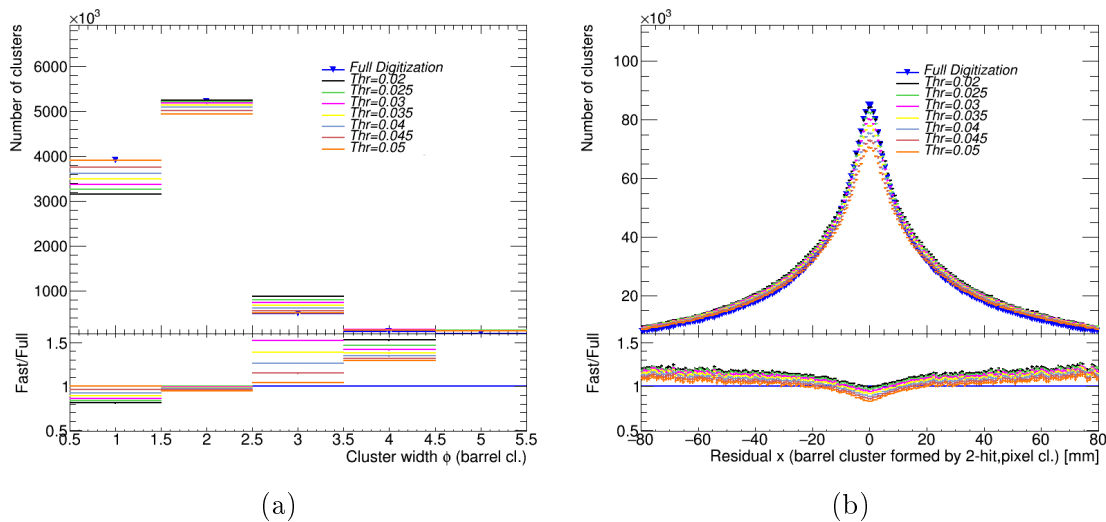 ×10³
Number of clusters
6000
5000
4000
3000
2000
1000
Full Digitization
Thr=0.02
Thr=0.025
Thr=0.03
Thr=0.035
Thr=0.04
Thr=0.045
Thr=0.05
Fast/Full
1.5
1
0.5
0.5 1 1.5 2 2.5 3 3.5 4 4.5 5 5.5
Cluster width ϕ (barrel cl.)
(a)
×10³
Number of clusters
100
80
60
40
20
Full Digitization
Thr=0.02
Thr=0.025
Thr=0.03
Thr=0.035
Thr=0.04
Thr=0.045
Thr=0.05
Fast/Full
1.5
1
0.5
−80 −60 −40 −20 0 20 40 60 80
Residual x (barrel cluster formed by 2-hit,pixel cl.) [mm]
(b)